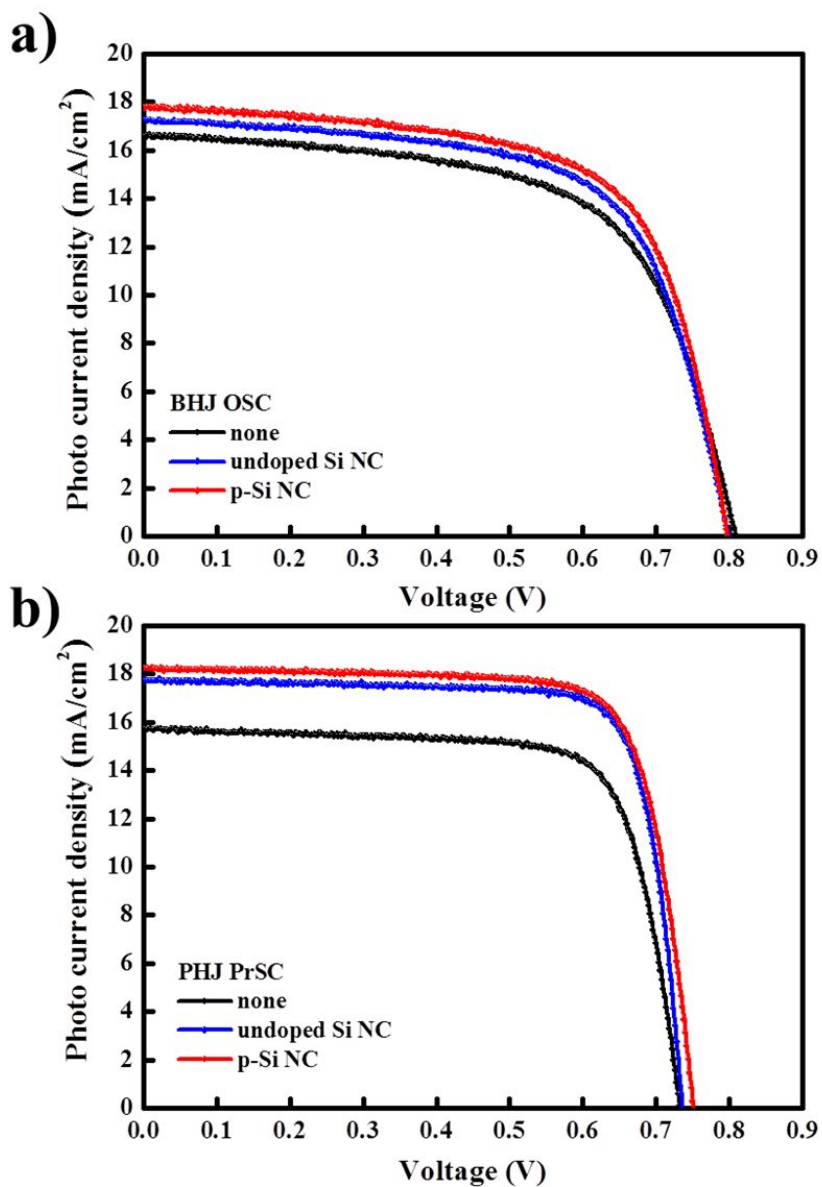 a)
20
18
16
14
12
10
8
6
4
2
0
Photo current density (mA/cm²)
BHJ OSC
none
undoped Si NC
p-Si NC
0.0 0.1 0.2 0.3 0.4 0.5 0.6 0.7 0.8 0.9
Voltage (V)
b)
20
18
16
14
12
10
8
6
4
2
0
Photo current density (mA/cm²)
PHJ PrSC
none
undoped Si NC
p-Si NC
0.0 0.1 0.2 0.3 0.4 0.5 0.6 0.7 0.8 0.9
Voltage (V)